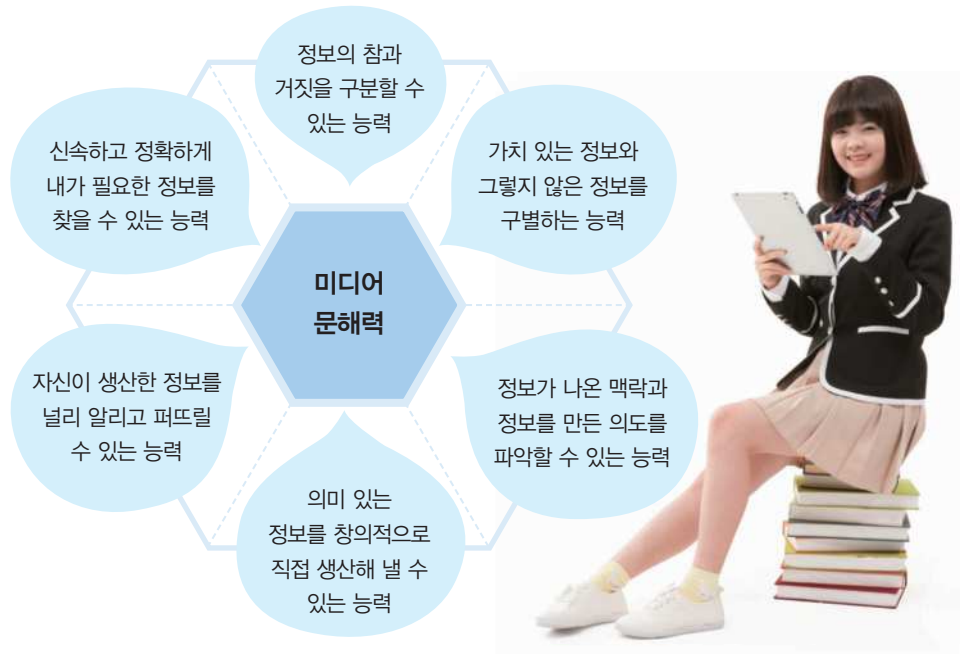 정보의 참과
거짓을 구분할 수
있는 능력
가치 있는 정보와
그렇지 않은 정보를
구별하는 능력
정보가 나온 맥락과
정보를 만든 의도를
파악할 수 있는 능력
의미 있는
정보를 창의적으로
직접 생산해 낼 수
있는 능력
자신이 생산한 정보를
널리 알리고 퍼뜨릴
수 있는 능력
신속하고 정확하게
내가 필요한 정보를
찾을 수 있는 능력
미디어
문해력